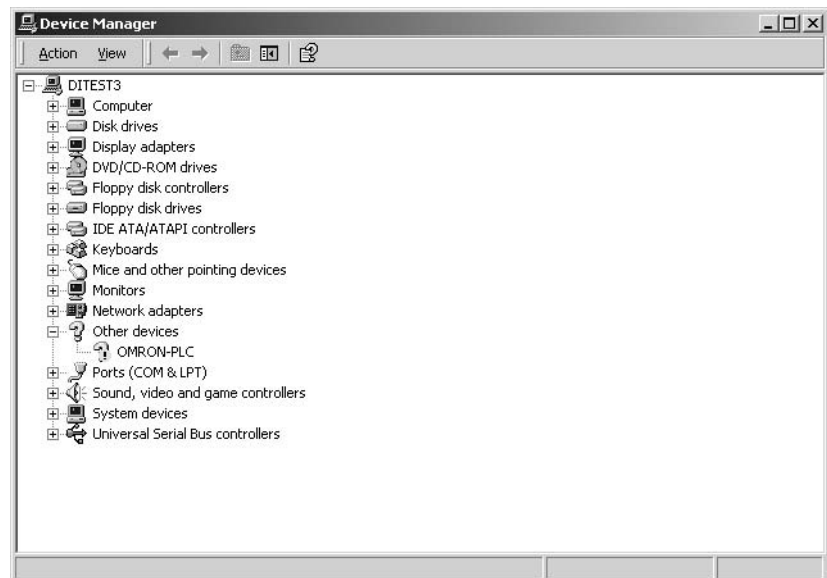 Device Manager
Action View
DITEST3
Computer
Disk drives
Display adapters
DVD/CD-ROM drives
Floppy disk controllers
Floppy disk drives
IDE ATA/ATAPI controllers
Keyboards
Mice and other pointing devices
Monitors
Network adapters
Other devices
OMRON-PLC
Ports (COM & LPT)
Sound, video and game controllers
System devices
Universal Serial Bus controllers